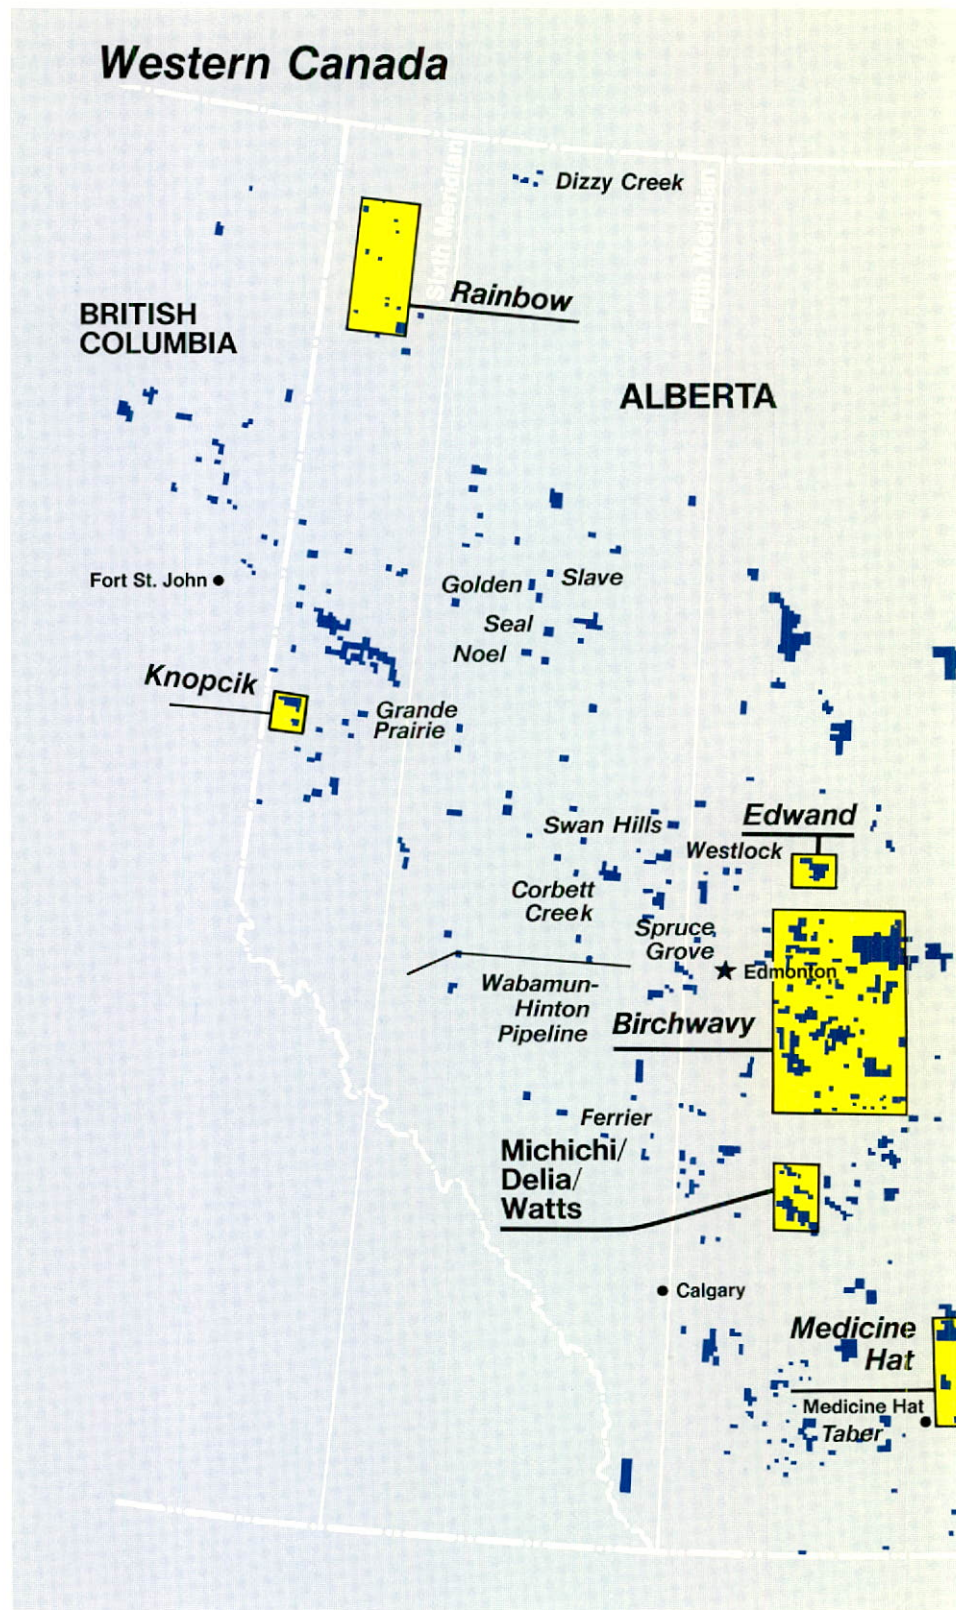 Western Canada
Sixth Meridian
Fifth Meridian
Dizzy Creek
Rainbow
BRITISH
COLUMBIA
ALBERTA
Fort St. John
Golden
Slave
Seal
Noel
Knopcik
Grande
Prairie
Edwand
Swan Hills
Westlock
Corbett
Creek
Spruce
Grove
Edmonton
Wabamun-
Hinton
Pipeline
Birchwavy
Ferrier
Michichi/
Delia/
Watts
Calgary
Medicine
Hat
Medicine Hat
Taber